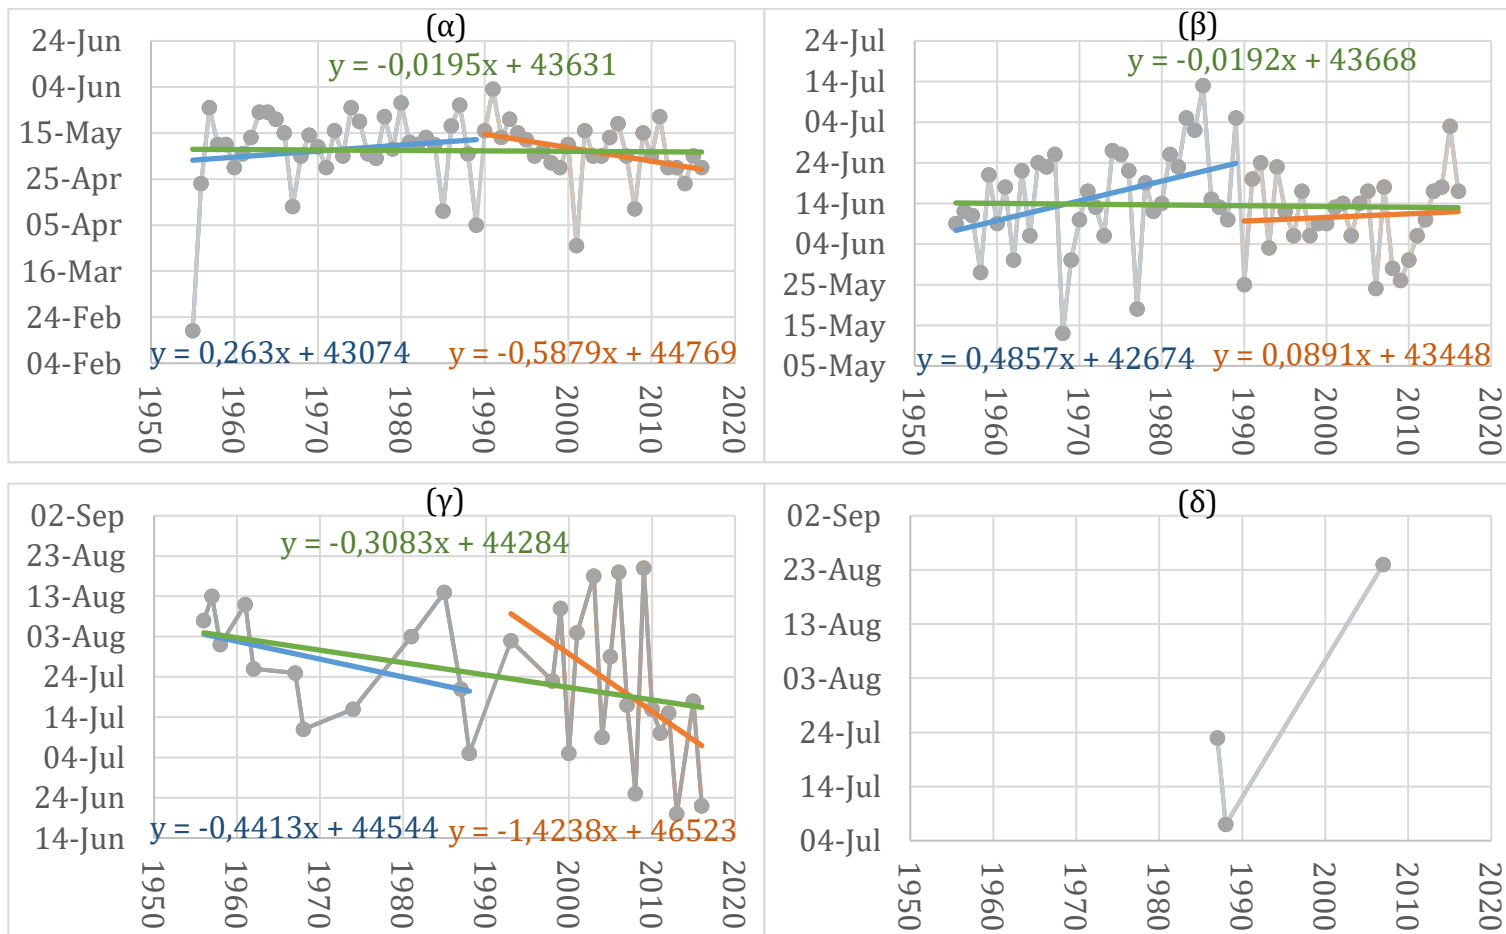 (α)
24-Jun
04-Jun
15-May
25-Apr
05-Apr
16-Mar
24-Feb
04-Feb
y = -0,0195x + 43631
y = 0,263x + 43074
y = -0,5879x + 44769
1950
1960
1970
1980
1990
2000
2010
2020
(β)
24-Jul
14-Jul
04-Jul
24-Jun
14-Jun
04-Jun
25-May
15-May
05-May
y = -0,0192x + 43668
y = 0,4857x + 42674
y = 0,0891x + 43448
1950
1960
1970
1980
1990
2000
2010
2020
(γ)
02-Sep
23-Aug
13-Aug
03-Aug
24-Jul
14-Jul
04-Jul
24-Jun
14-Jun
y = -0,3083x + 44284
y = -0,4413x + 44544
y = -1,4238x + 46523
1950
1960
1970
1980
1990
2000
2010
2020
(δ)
02-Sep
23-Aug
13-Aug
03-Aug
24-Jul
14-Jul
04-Jul
1950
1960
1970
1980
1990
2000
2010
2020